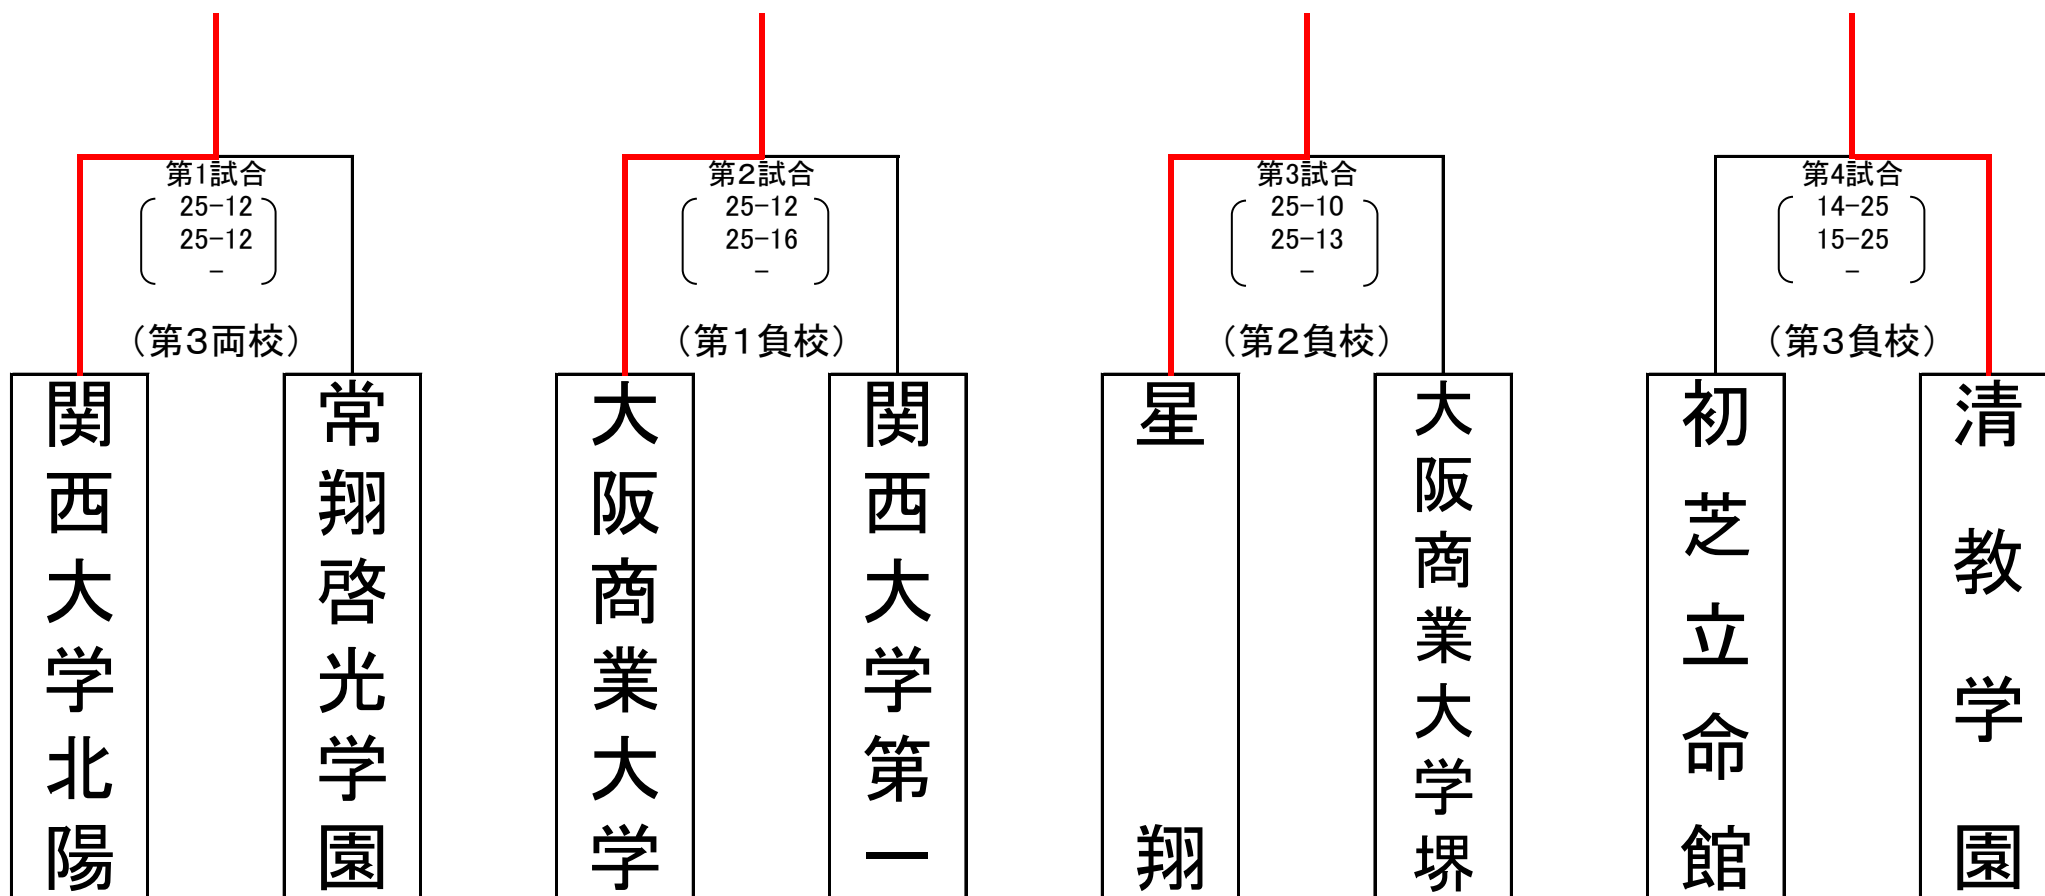 第1試合
25-12
25-12
-
（第３両校）
関西大学北陽
常翔啓光学園
第２試合
25-12
25-16
-
（第１負校）
大阪商業大学
関西大学第一
第3試合
25-10
25-13
-
（第２負校）
星翔
大阪商業大学堺
第4試合
14-25
15-25
-
（第３負校）
初芝立命館
清教学園